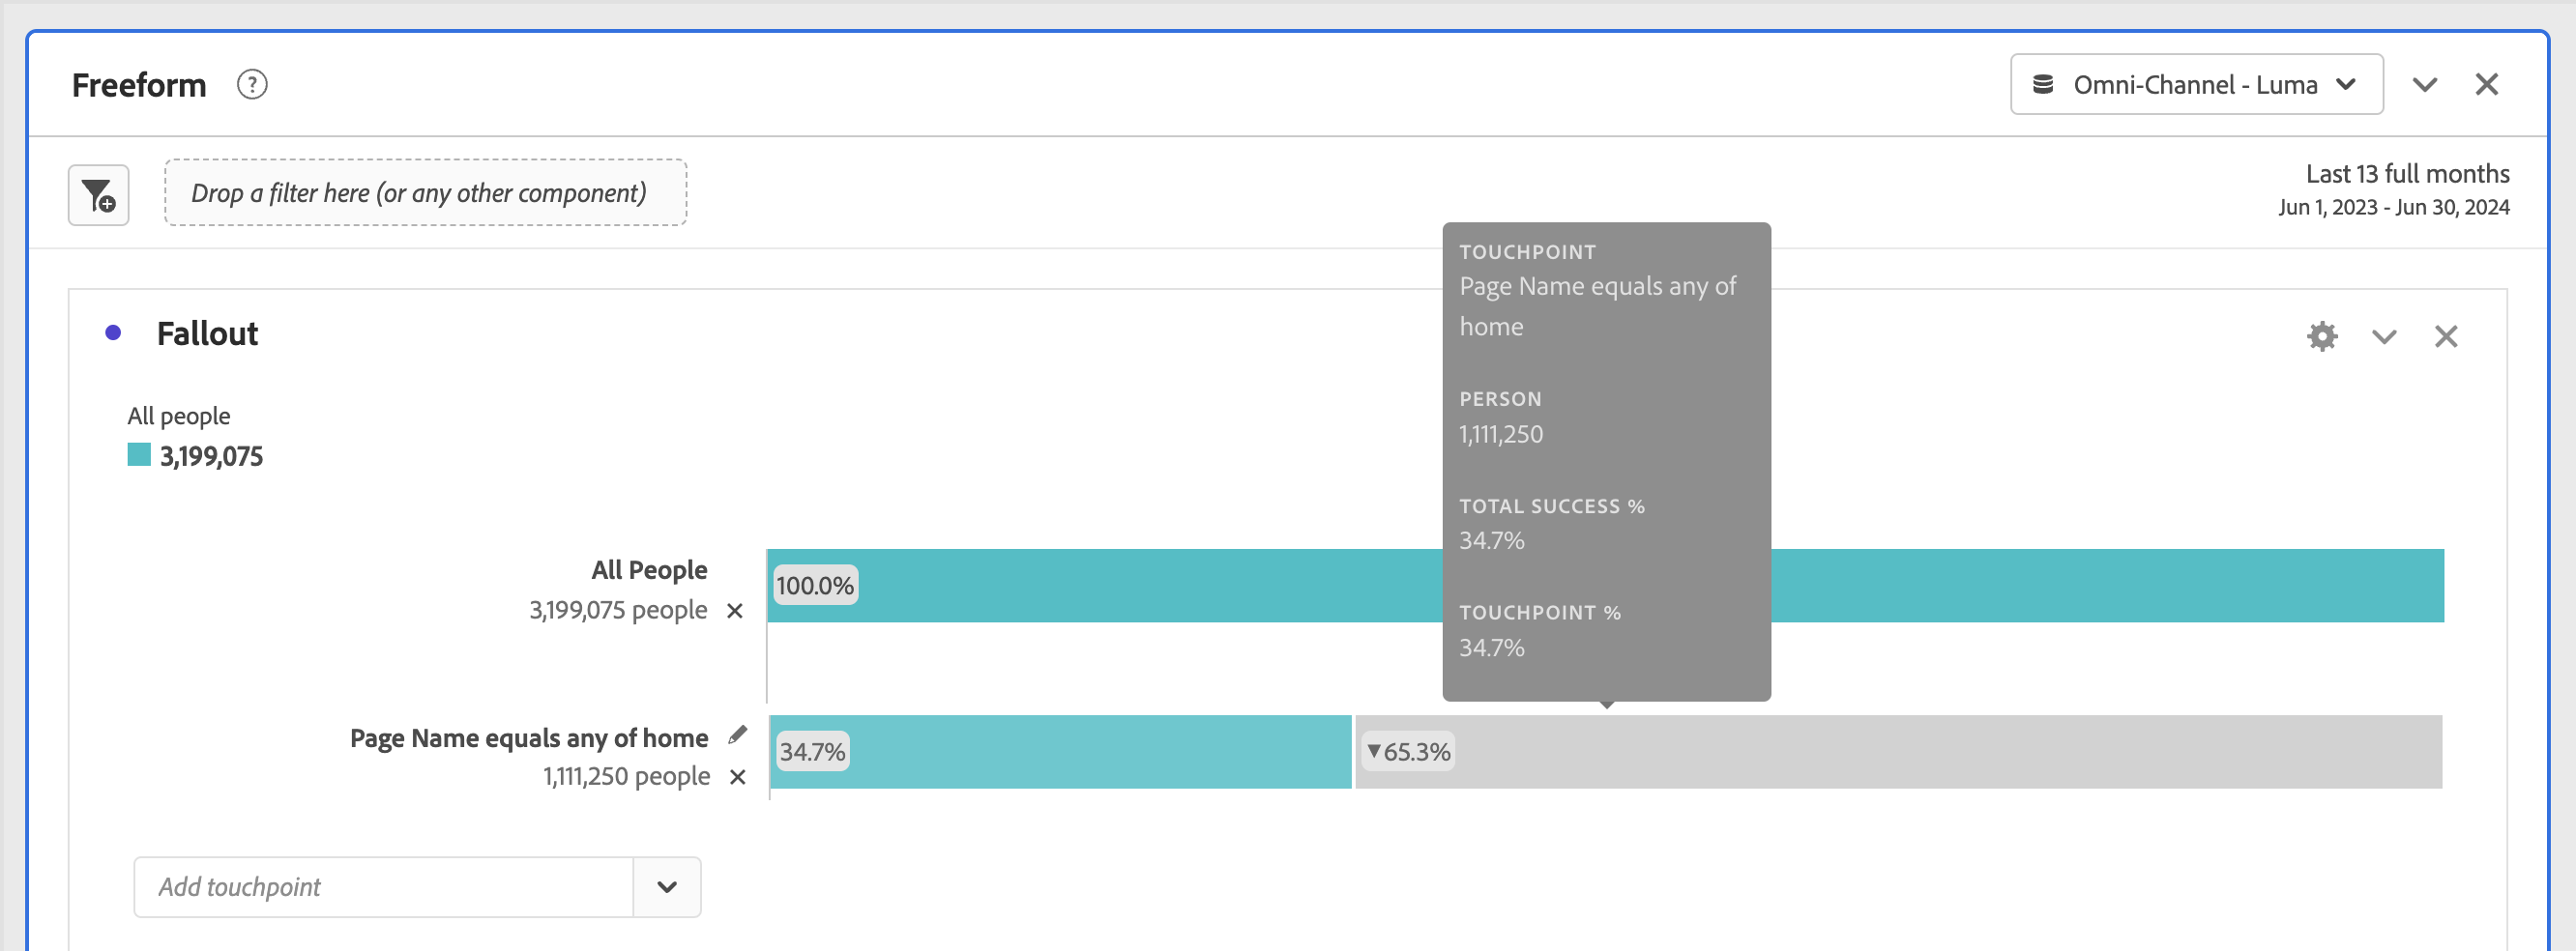 Freeform ?
Omni-Channel - Luma
Drop a filter here (or any other component)
Last 13 full months
Jun 1, 2023 - Jun 30, 2024
TOUCHPOINT
Page Name equals any of
home
PERSON
1,111,250
TOTAL SUCCESS %
34.7%
TOUCHPOINT %
34.7%
Fallout
All people
3,199,075
All People
3,199,075 people
100.0%
Page Name equals any of home
1,111,250 people
34.7%
▼65.3%
Add touchpoint